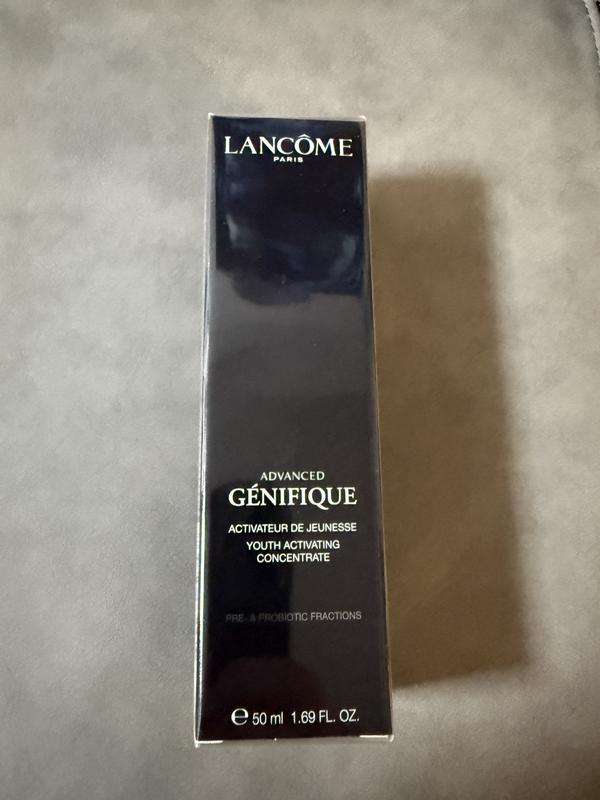 LANCÔME
PARIS
ADVANCED
GÉNIFIQUE
ACTIVATEUR DE JEUNESSE
YOUTH ACTIVATING
CONCENTRATE
PRE- & PROBIOTIC FRACTIONS
℮ 50 ml 1.69 FL. OZ.